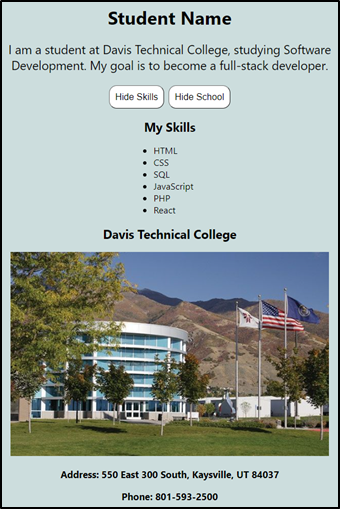 Student Name
I am a student at Davis Technical College, studying Software
Development. My goal is to become a full-stack developer.
Hide Skills Hide School
My Skills
HTML
CSS
SQL
JavaScript
PHP
React
Davis Technical College
Address: 550 East 300 South, Kaysville, UT 84037
Phone: 801-593-2500